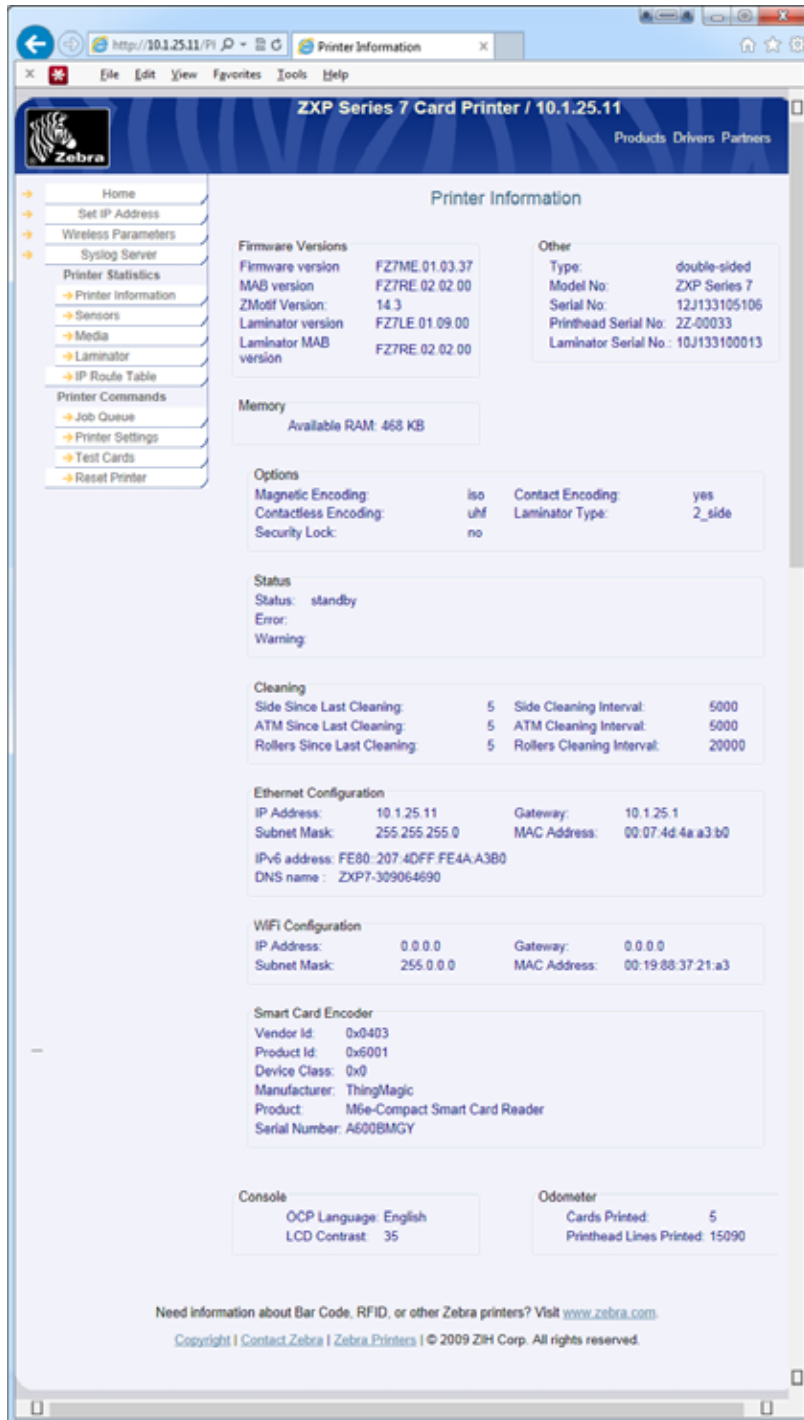 http://10.1.25.11/PI
Printer Information
File Edit View Favorites Tools Help
ZXP Series 7 Card Printer / 10.1.25.11
Zebra
Products Drivers Partners
Home
Set IP Address
Wireless Parameters
Syslog Server
Printer Statistics
Printer Information
Sensors
Media
Laminator
IP Route Table
Printer Commands
Job Queue
Printer Settings
Test Cards
Reset Printer
Printer Information
Firmware Versions
Firmware version FZ7ME.01.03.37
MAB version FZ7RE.02.02.00
ZMotif Version: 14.3
Laminator version FZ7LE.01.09.00
Laminator MAB version FZ7RE.02.02.00
Other
Type: double-sided
Model No: ZXP Series 7
Serial No: 12J133105106
Printhead Serial No: 2Z-00033
Laminator Serial No.: 10J133100013
Memory
Available RAM: 468 KB
Options
Magnetic Encoding: iso Contact Encoding: yes
Contactless Encoding: uhf Laminator Type: 2_side
Security Lock: no
Status
Status: standby
Error:
Warning:
Cleaning
Side Since Last Cleaning: 5 Side Cleaning Interval: 5000
ATM Since Last Cleaning: 5 ATM Cleaning Interval: 5000
Rollers Since Last Cleaning: 5 Rollers Cleaning Interval: 20000
Ethernet Configuration
IP Address: 10.1.25.11 Gateway: 10.1.25.1
Subnet Mask: 255.255.255.0 MAC Address: 00:07:4d:4a:a3:b0
IPv6 address: FE80::207:4DFF:FE4A:A3B0
DNS name : ZXP7-309064690
WiFi Configuration
IP Address: 0.0.0.0 Gateway: 0.0.0.0
Subnet Mask: 255.0.0.0 MAC Address: 00:19:88:37:21:a3
Smart Card Encoder
Vendor Id: 0x0403
Product Id: 0x6001
Device Class: 0x0
Manufacturer: ThingMagic
Product: M6e-Compact Smart Card Reader
Serial Number: A600BMGY
Console
OCP Language: English
LCD Contrast: 35
Odometer
Cards Printed: 5
Printhead Lines Printed: 15090
Need information about Bar Code, RFID, or other Zebra printers? Visit www.zebra.com.
Copyright | Contact Zebra | Zebra Printers | © 2009 ZIH Corp. All rights reserved.